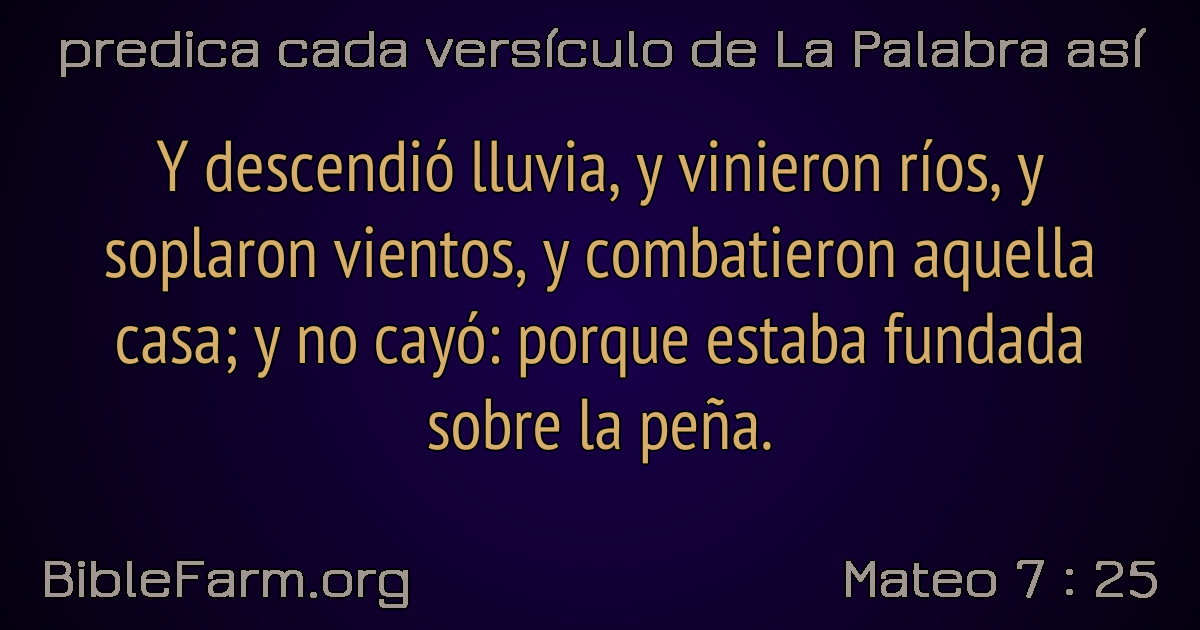 predica cada versículo de La Palabra así
Y descendió lluvia, y vinieron ríos, y
soplaron vientos, y combatieron aquella
casa; y no cayó: porque estaba fundada
sobre la peña.
BibleFarm.org
Mateo 7 : 25